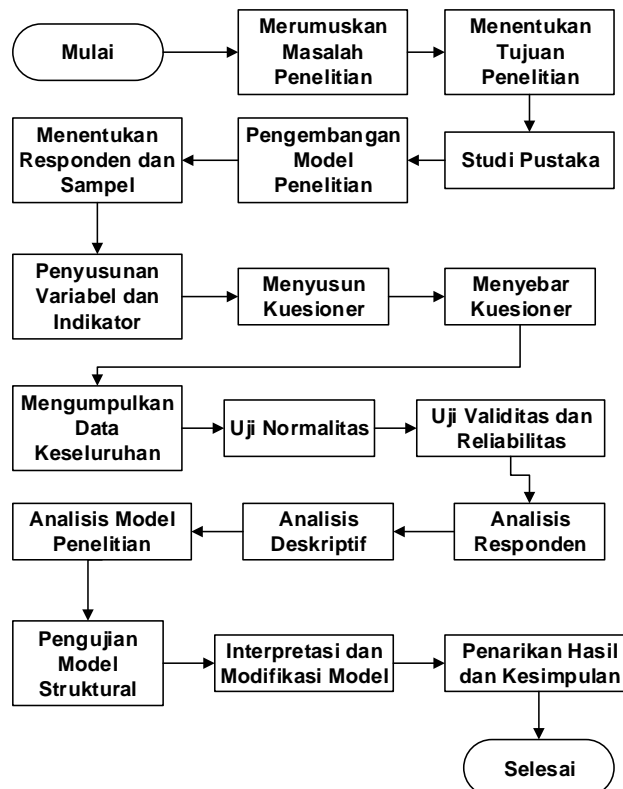 Mulai
Merumuskan
Masalah
Penelitian
Menentukan
Tujuan
Penelitian
Studi Pustaka
Pengembangan
Model
Penelitian
Menentukan
Responden dan
Sampel
Penyusunan
Variabel dan
Indikator
Menyusun
Kuesioner
Menyebar
Kuesioner
Mengumpulkan
Data
Keseluruhan
Uji Normalitas
Uji Validitas dan
Reliabilitas
Analisis
Responden
Analisis
Deskriptif
Analisis Model
Penelitian
Pengujian
Model
Struktural
Interpretasi dan
Modifikasi Model
Penarikan Hasil
dan Kesimpulan
Selesai